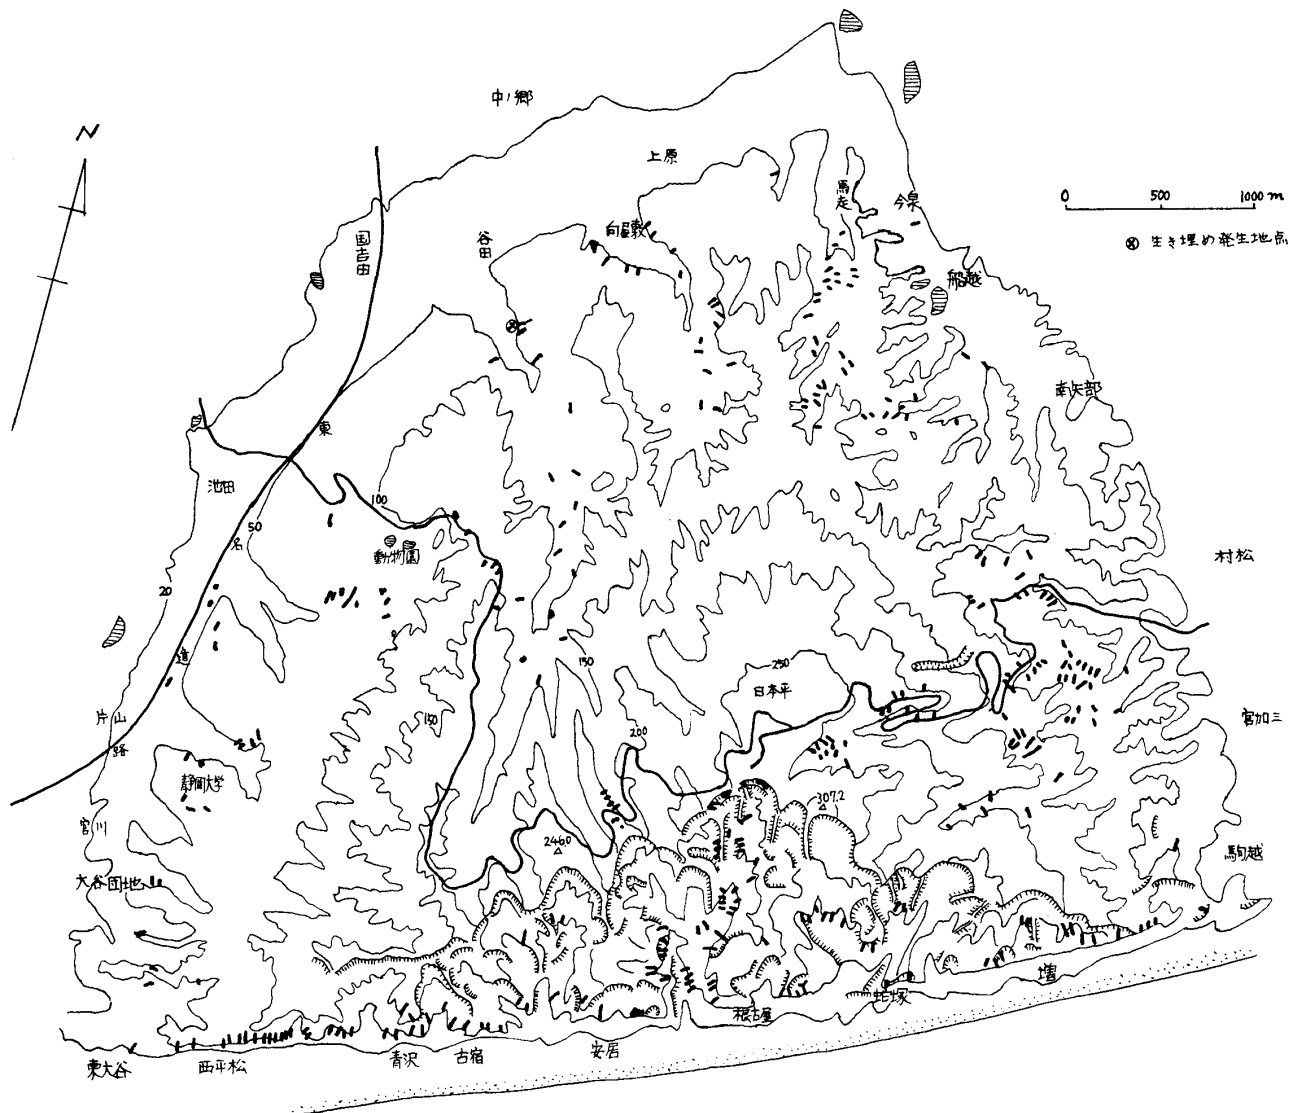 中ノ郷
N
上原
馬走
今泉
0 500 1000 m
⊗ 生き埋め発生地点
国吉田
谷田
向屋敷
船越
南矢部
東
池田
100
50
名
動物園
村松
20
150
道
250
日本平
片山
150
200
宮加三
路
静岡大学
307.2
宮川
2460
駒越
大谷団地
増
蛇塚
根古屋
安居
古宿
青沢
西平松
東大谷